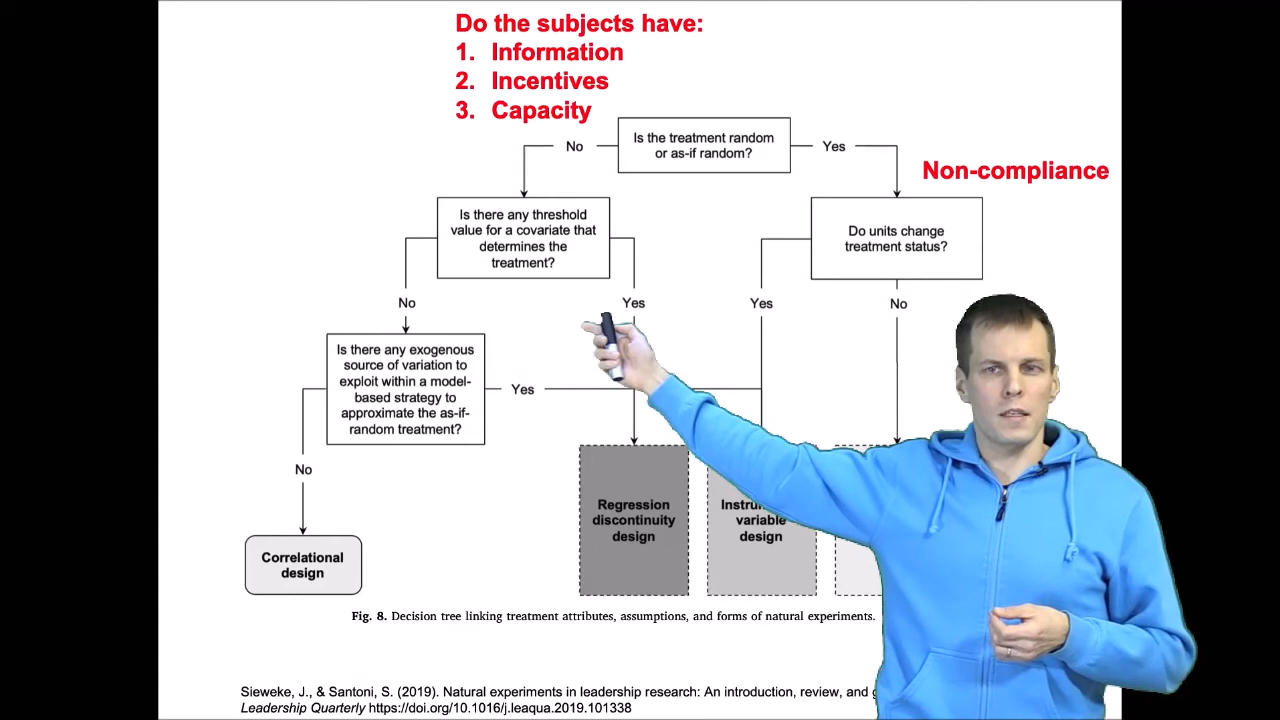 Do the subjects have:
1. Information
2. Incentives
3. Capacity
Is the treatment random
or as-if random?
No
Yes
Non-compliance
Is there any threshold
value for a covariate that
determines the
treatment?
Do units change
treatment status?
No
Yes
Yes
No
Is there any exogenous
source of variation to
exploit within a model-
based strategy to
approximate the as-if-
random treatment?
Yes
No
Correlational
design
Regression
discontinuity
design
variable
design
Fig. 8. Decision tree linking treatment attributes, assumptions, and forms of natural experiments.
Sieweke, J., & Santoni, S. (2019). Natural experiments in leadership research: An introduction, review, and
Leadership Quarterly https://doi.org/10.1016/j.leaqua.2019.101338